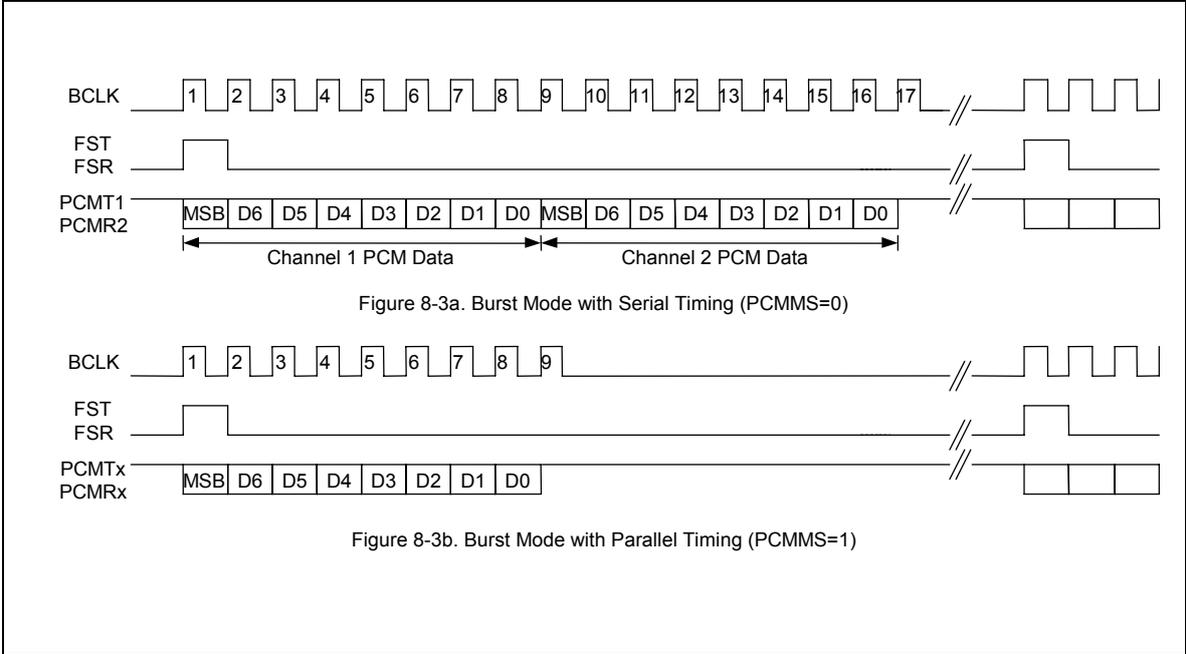 BCLK 1 2 3 4 5 6 7 8 9 10 11 12 13 14 15 16 17
FST
FSR
PCMT1
PCMR2
MSB D6 D5 D4 D3 D2 D1 D0 MSB D6 D5 D4 D3 D2 D1 D0
Channel 1 PCM Data Channel 2 PCM Data
Figure 8-3a. Burst Mode with Serial Timing (PCMMS=0)
BCLK 1 2 3 4 5 6 7 8 9
FST
FSR
PCMTx
PCMRx
MSB D6 D5 D4 D3 D2 D1 D0
Figure 8-3b. Burst Mode with Parallel Timing (PCMMS=1)